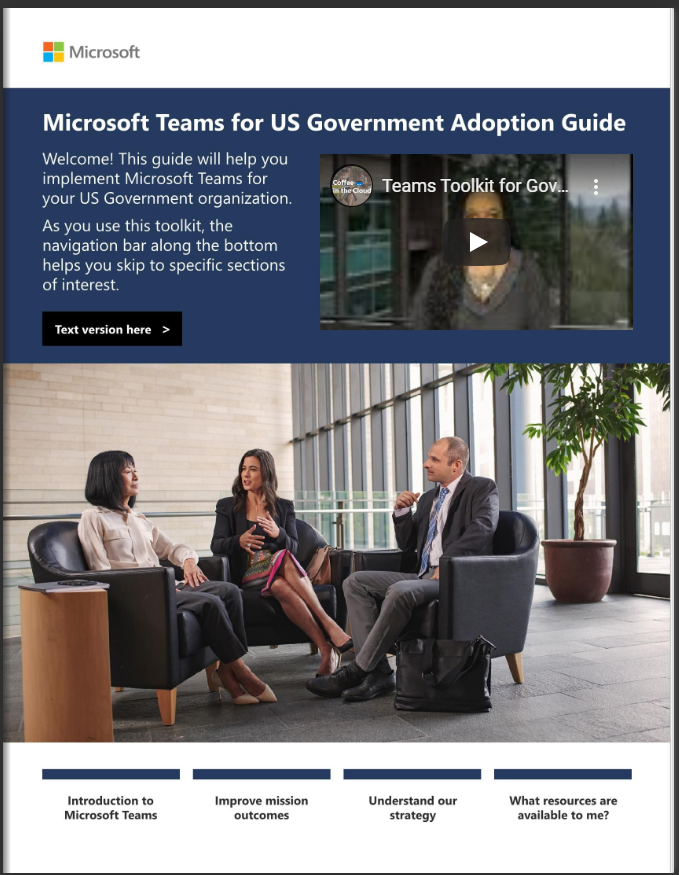 Microsoft
Microsoft Teams for US Government Adoption Guide
Welcome! This guide will help you
implement Microsoft Teams for
your US Government organization.
As you use this toolkit, the
navigation bar along the bottom
helps you skip to specific sections
of interest.
Text version here >
Coffee
in the Cloud
Teams Toolkit for Gov...
Introduction to
Microsoft Teams
Improve mission
outcomes
Understand our
strategy
What resources are
available to me?